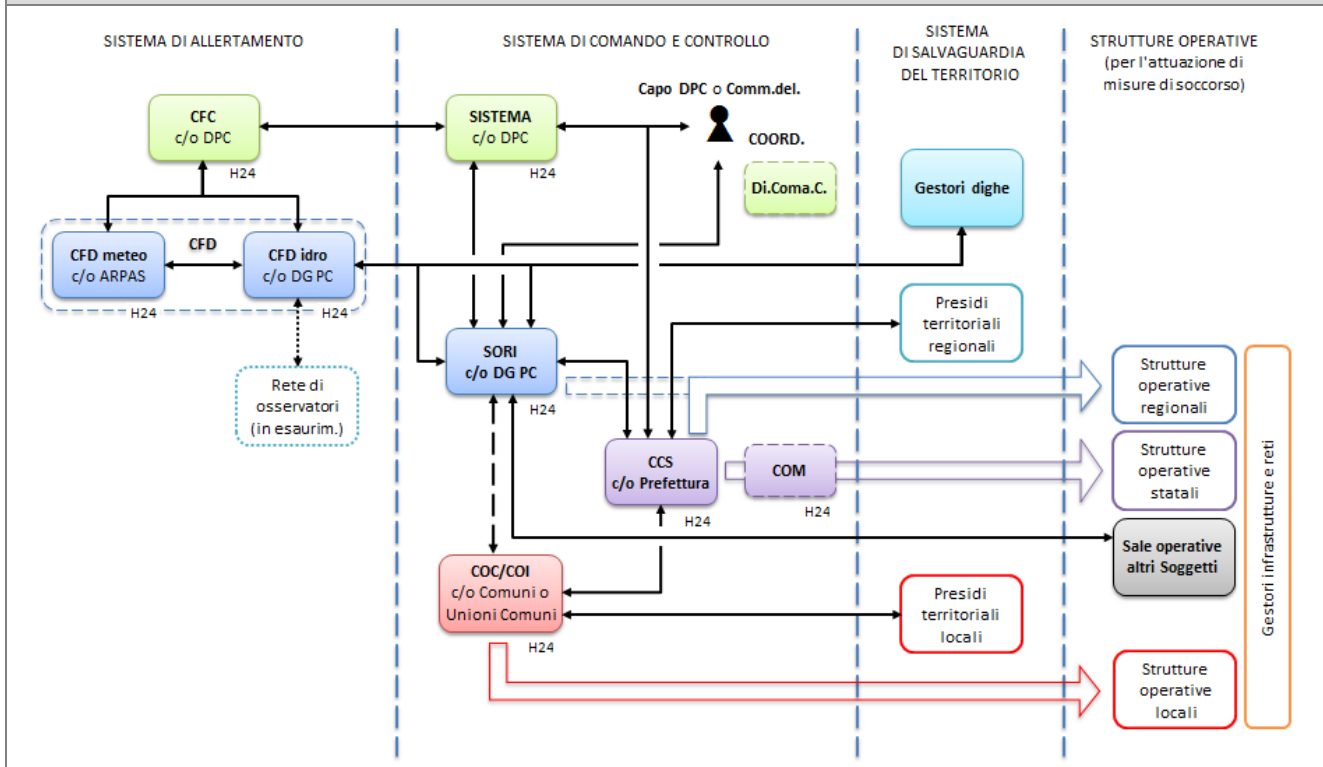 SISTEMA DI ALLERTAMENTO
SISTEMA DI COMANDO E CONTROLLO
SISTEMA
DI SALVAGUARDIA
DEL TERRITORIO
STRUTTURE OPERATIVE
(per l'attuazione di
misure di soccorso)
CFC
c/o DPC
H24
SISTEMA
c/o DPC
H24
Capo DPC o Comm.del.
COORD.
Di.Coma.C.
Gestori dighe
CFD meteo
c/o ARPAS
H24
CFD
CFD idro
c/o DG PC
H24
Rete di
osservatori
(in esaurim.)
SORI
c/o DG PC
H24
Presidi
territoriali
regionali
Strutture
operative
regionali
CCS
c/o Prefettura
H24
COM
H24
Strutture
operative
statali
Sale operative
altri Soggetti
COC/COI
c/o Comuni o
Unioni Comuni
H24
Presidi
territoriali
locali
Strutture
operative
locali
Gestori infrastrutture e reti